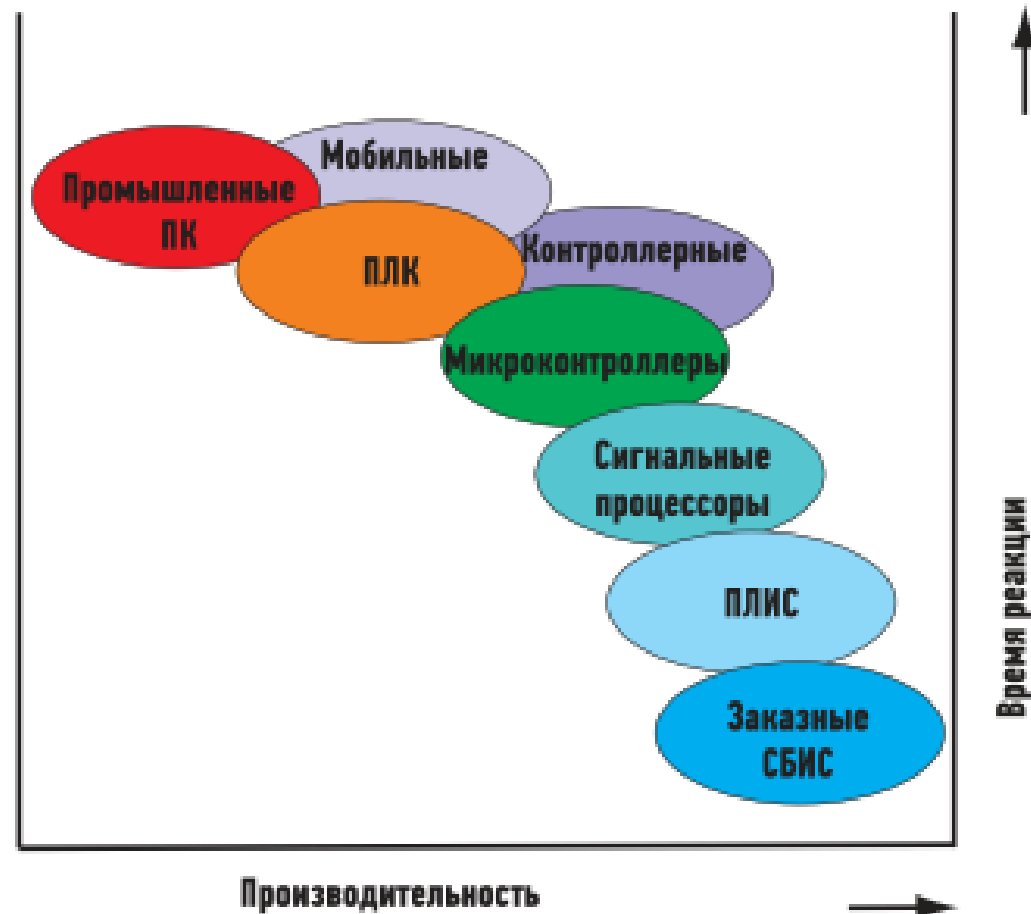 Мобильные
Промышленные
ПК
Контроллерные
ПЛК
Микроконтроллеры
Сигнальные
процессоры
ПЛИС
Заказные
СБИС
Время реакции
Производительность